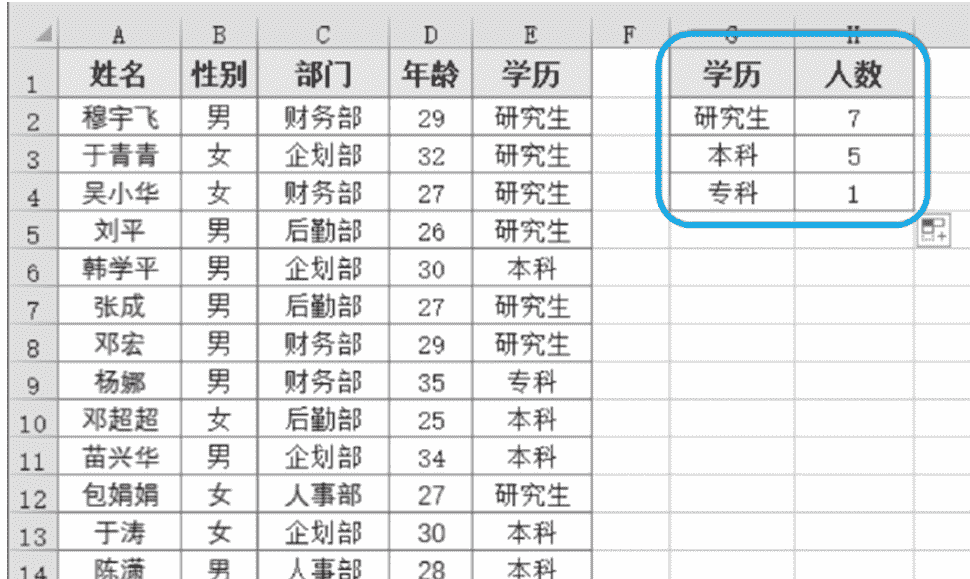 A B C D E F G H
1 姓名 性别 部门 年龄 学历 学历 人数
2 穆宇飞 男 财务部 29 研究生 研究生 7
3 于青青 女 企划部 32 研究生 本科 5
4 吴小华 女 财务部 27 研究生 专科 1
5 刘平 男 后勤部 26 研究生
6 韩学平 男 企划部 30 本科
7 张成 男 后勤部 27 研究生
8 邓宏 男 财务部 29 研究生
9 杨娜 男 财务部 35 专科
10 邓超超 女 后勤部 25 本科
11 苗兴华 男 企划部 34 本科
12 包娟娟 女 人事部 27 研究生
13 于涛 女 企划部 30 本科
14 陈潇 男 人事部 28 本科